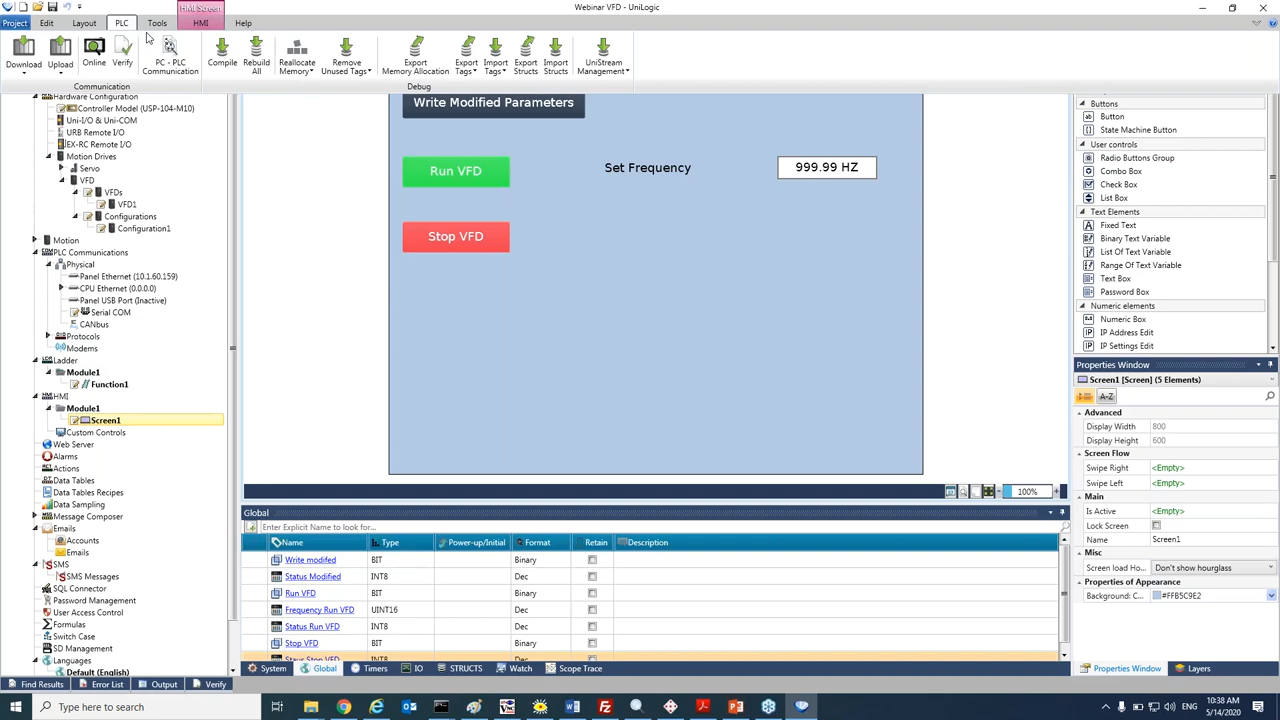 HMI Screen
Webinar VFD - UniLogic
Project Edit Layout PLC Tools HMI Help
Download Upload Online Verify PC - PLC Communication Compile Rebuild All Reallocate Memory Remove Unused Tags Export Memory Allocation Export Tags Import Tags Export Structs Import Structs UniStream Management
Communication Debug
Hardware Configuration
Controller Model (USP-104-M10)
Uni-I/O & Uni-COM
URB Remote I/O
EX-RC Remote I/O
Motion Drives
Servo
VFD
VFDs
VFD1
Configurations
Configuration1
Motion
PLC Communications
Physical
Panel Ethernet (10.1.60.159)
CPU Ethernet (0.0.0.0)
Panel USB Port (Inactive)
Serial COM
CANbus
Protocols
Modems
Ladder
Module1
Function1
HMI
Module1
Screen1
Custom Controls
Web Server
Alarms
Actions
Data Tables
Data Tables Recipes
Data Sampling
Message Composer
Emails
Accounts
Emails
SMS
SMS Messages
SQL Connector
Password Management
User Access Control
Formulas
Switch Case
SD Management
Languages
Default (English)
Find Results Error List Output Verify
Write Modified Parameters
Run VFD Set Frequency 999.99 HZ
Stop VFD
100%
Global
Enter Explicit Name to look for...
Name Type Power-up/Initial Format Retain Description
Write modifed BIT Binary
Status Modified INT8 Dec
Run VFD BIT Binary
Frequency Run VFD UINT16 Dec
Status Run VFD INT8 Dec
Stop VFD BIT Binary
Staus Stop VFD INT8 Dec
System Global Timers IO STRUCTS Watch Scope Trace
Buttons
ab Button
State Machine Button
User controls
Radio Buttons Group
Combo Box
Check Box
List Box
Text Elements
A Fixed Text
Binary Text Variable
List Of Text Variable
Range Of Text Variable
Text Box
Password Box
Numeric elements
Numeric Box
IP IP Address Edit
IP IP Settings Edit
Properties Window
Screen1 [Screen] (5 Elements)
A-Z
Advanced
Display Width 800
Display Height 600
Screen Flow
Swipe Right <Empty>
Swipe Left <Empty>
Main
Is Active <Empty>
Lock Screen
Name Screen1
Misc
Screen load Ho... Don't show hourglass
Properties of Appearance
Background: C... #FFB5C9E2
Properties Window Layers
Type here to search
ENG
10:38 AM
5/14/2020